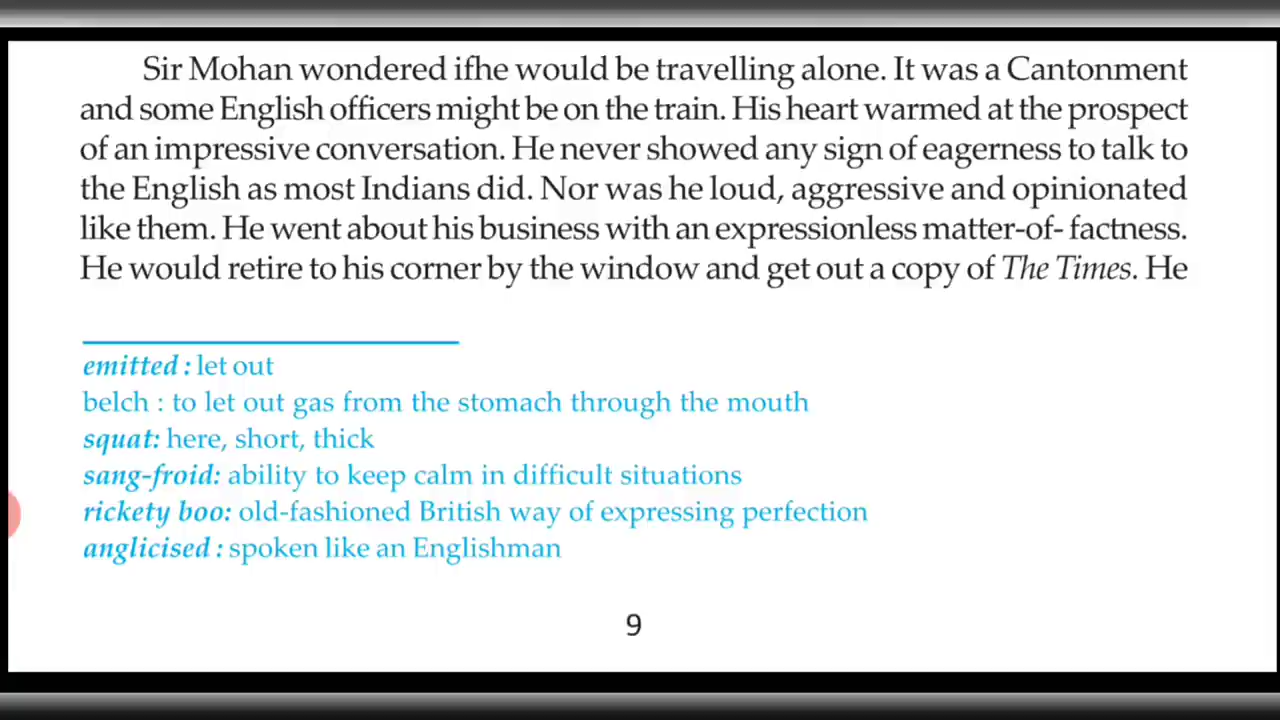 Sir Mohan wondered ifhe would be travelling alone. It was a Cantonment
and some English officers might be on the train. His heart warmed at the prospect
of an impressive conversation. He never showed any sign of eagerness to talk to
the English as most Indians did. Nor was he loud, aggressive and opinionated
like them. He went about his business with an expressionless matter-of- factness.
He would retire to his corner by the window and get out a copy of The Times. He
emitted : let out
belch : to let out gas from the stomach through the mouth
squat: here, short, thick
sang-froid: ability to keep calm in difficult situations
rickety boo: old-fashioned British way of expressing perfection
anglicised : spoken like an Englishman
9